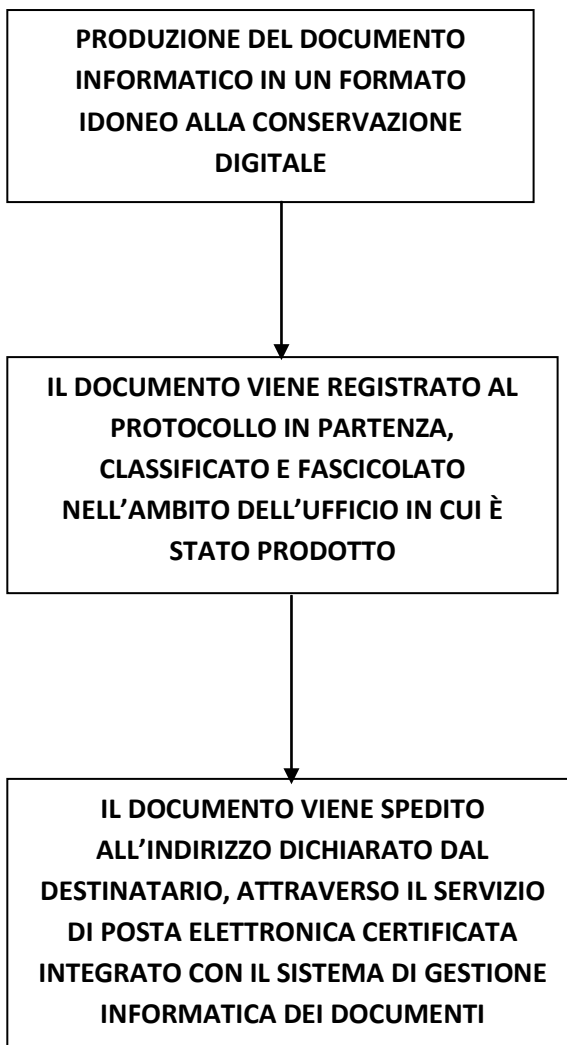 PRODUZIONE DEL DOCUMENTO
INFORMATICO IN UN FORMATO
IDONEO ALLA CONSERVAZIONE
DIGITALE
IL DOCUMENTO VIENE REGISTRATO AL
PROTOCOLLO IN PARTENZA,
CLASSIFICATO E FASCICOLATO
NELL’AMBITO DELL’UFFICIO IN CUI È
STATO PRODOTTO
IL DOCUMENTO VIENE SPEDITO
ALL’INDIRIZZO DICHIARATO DAL
DESTINATARIO, ATTRAVERSO IL SERVIZIO
DI POSTA ELETTRONICA CERTIFICATA
INTEGRATO CON IL SISTEMA DI GESTIONE
INFORMATICA DEI DOCUMENTI